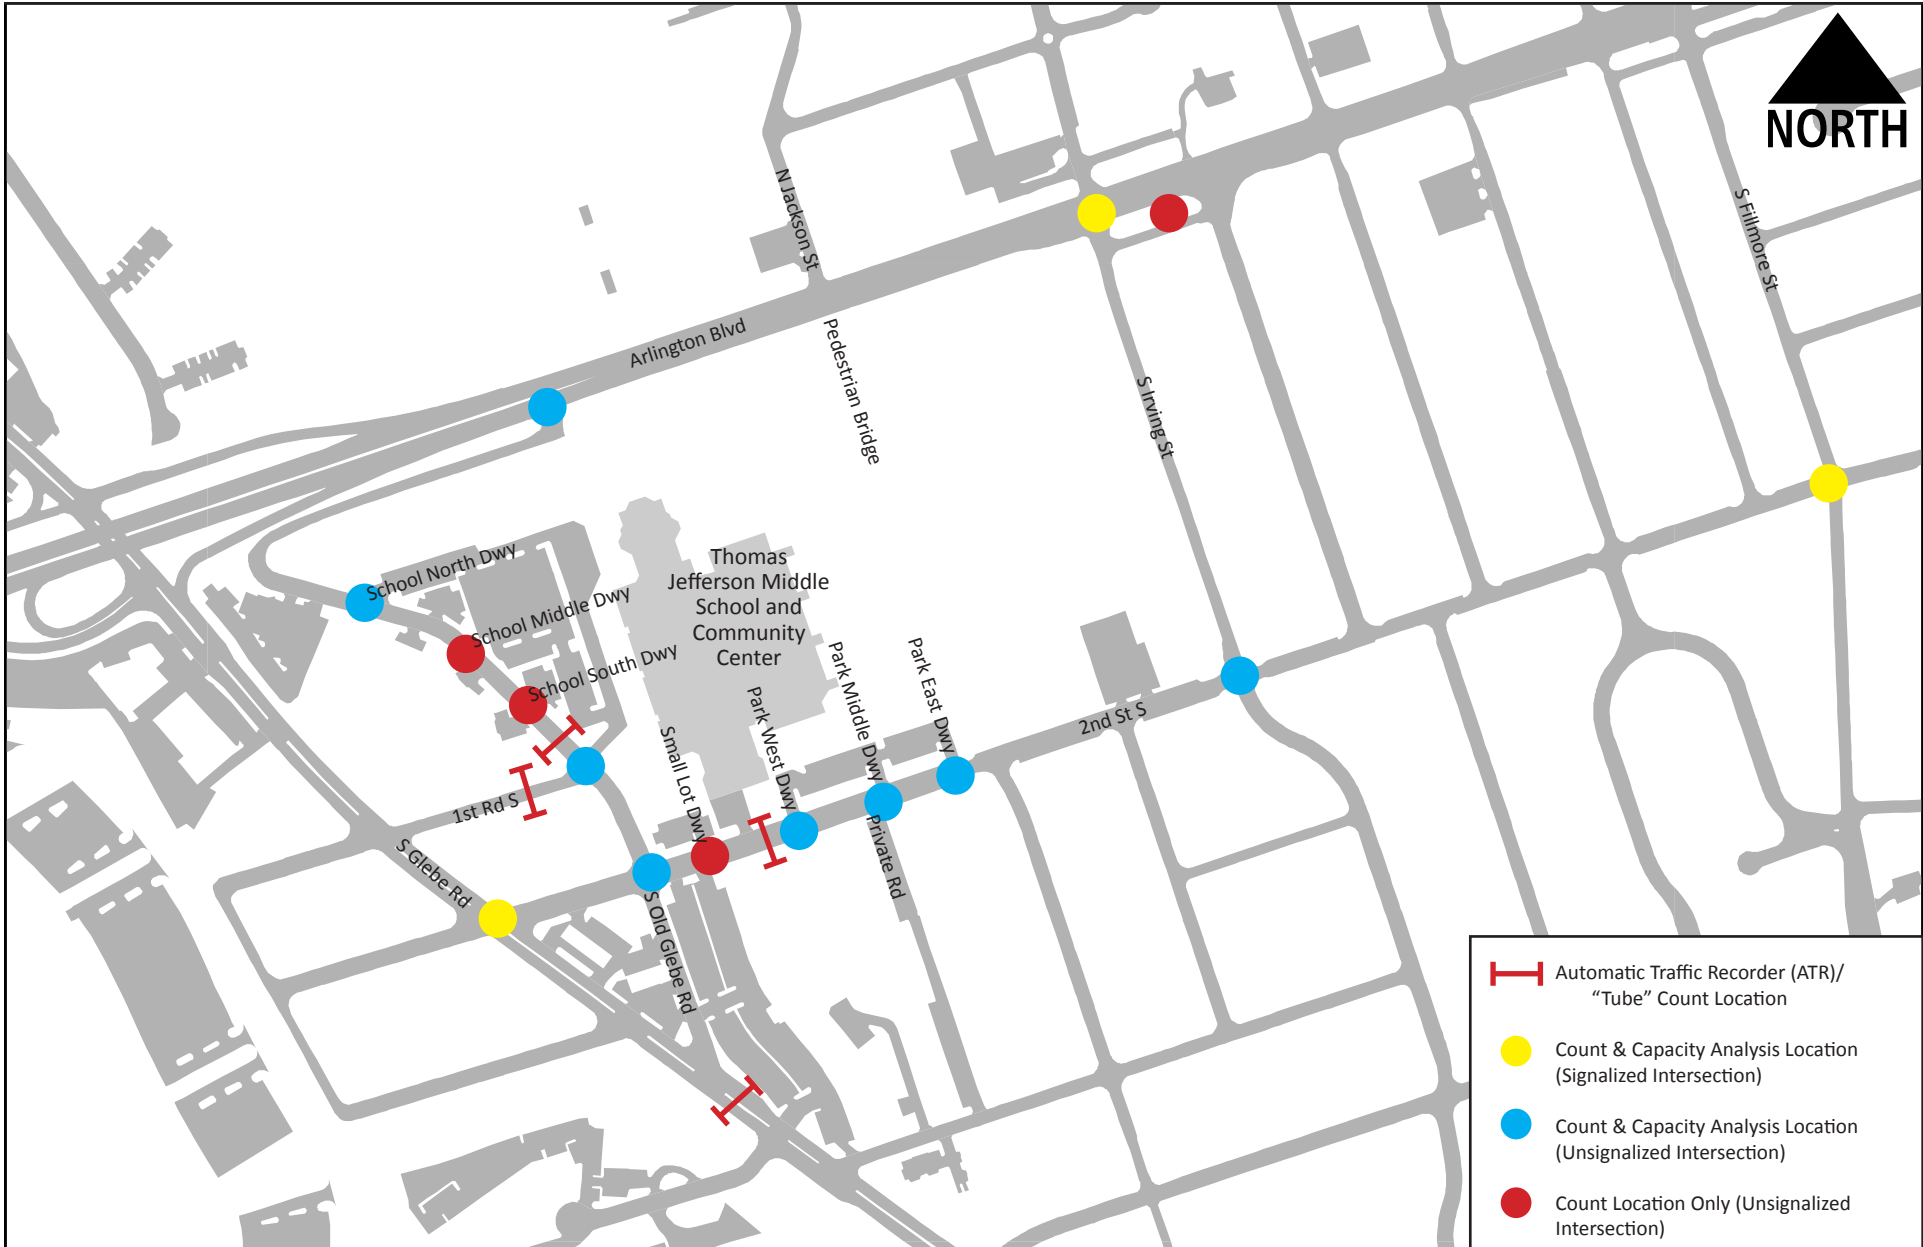 NORTH
N Jackson St
S Fillmore St
Arlington Blvd
Pedestrian Bridge
S Irving St
School North Dwy
School Middle Dwy
School South Dwy
Thomas
Jefferson Middle
School and
Community
Center
Park East Dwy
Park Middle Dwy
Park West Dwy
Small Lot Dwy
2nd St S
1st Rd S
Private Rd
S Glebe Rd
S Old Glebe Rd
Automatic Traffic Recorder (ATR)/
“Tube” Count Location
Count & Capacity Analysis Location
(Signalized Intersection)
Count & Capacity Analysis Location
(Unsignalized Intersection)
Count Location Only (Unsignalized
Intersection)